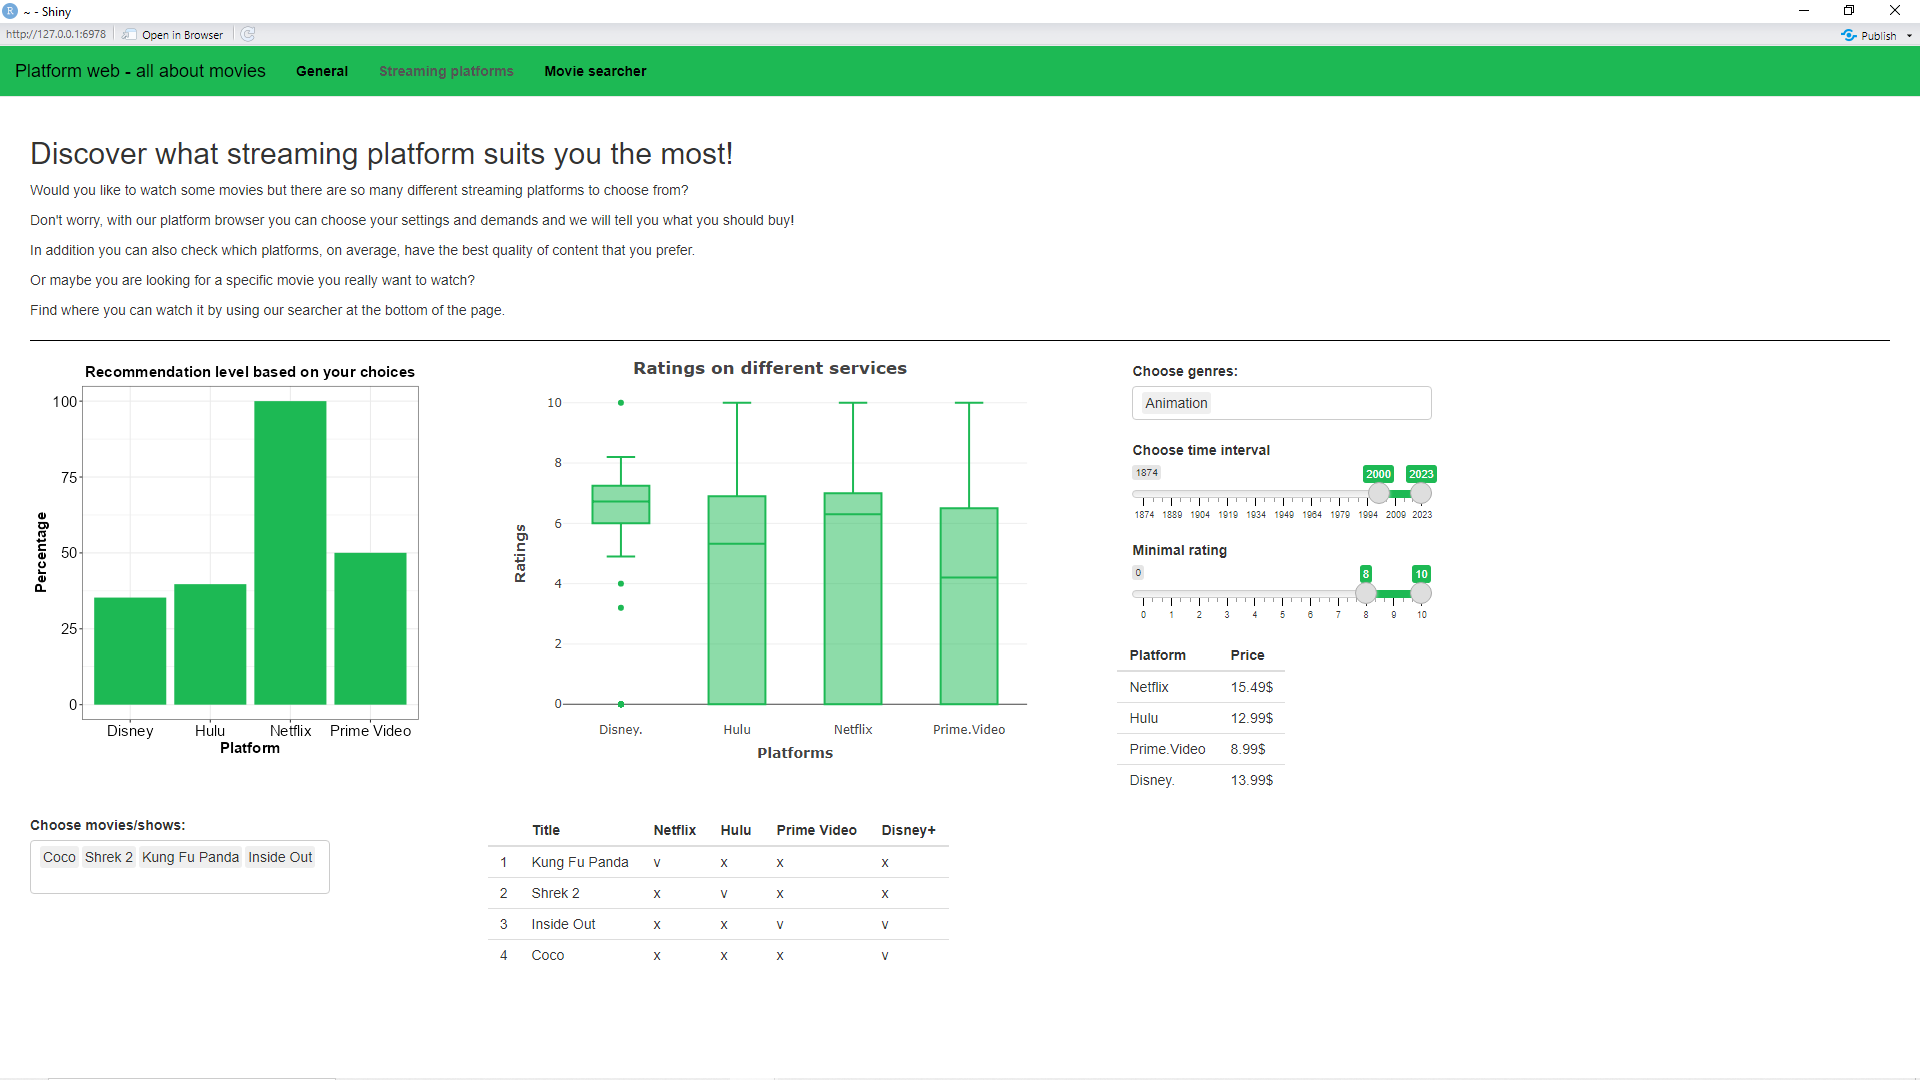 ~ - Shiny
http://127.0.0.1:6978 Open in Browser Publish
Platform web - all about movies General Streaming platforms Movie searcher
Discover what streaming platform suits you the most!
Would you like to watch some movies but there are so many different streaming platforms to choose from?
Don't worry, with our platform browser you can choose your settings and demands and we will tell you what you should buy!
In addition you can also check which platforms, on average, have the best quality of content that you prefer.
Or maybe you are looking for a specific movie you really want to watch?
Find where you can watch it by using our searcher at the bottom of the page.
Recommendation level based on your choices
100
75
50
25
0
Percentage
Disney Hulu Netflix Prime Video
Platform
Ratings on different services
10
8
6
4
2
0
Ratings
Disney. Hulu Netflix Prime.Video
Platforms
Choose genres:
Animation
Choose time interval
1874 2000 2023
1874 1889 1904 1919 1934 1949 1964 1979 1994 2009 2023
Minimal rating
0 8 10
0 1 2 3 4 5 6 7 8 9 10
Platform Price
Netflix 15.49$
Hulu 12.99$
Prime.Video 8.99$
Disney. 13.99$
Choose movies/shows:
Coco Shrek 2 Kung Fu Panda Inside Out
Title Netflix Hulu Prime Video Disney+
1 Kung Fu Panda v x x x
2 Shrek 2 x v x x
3 Inside Out x x v v
4 Coco x x x v